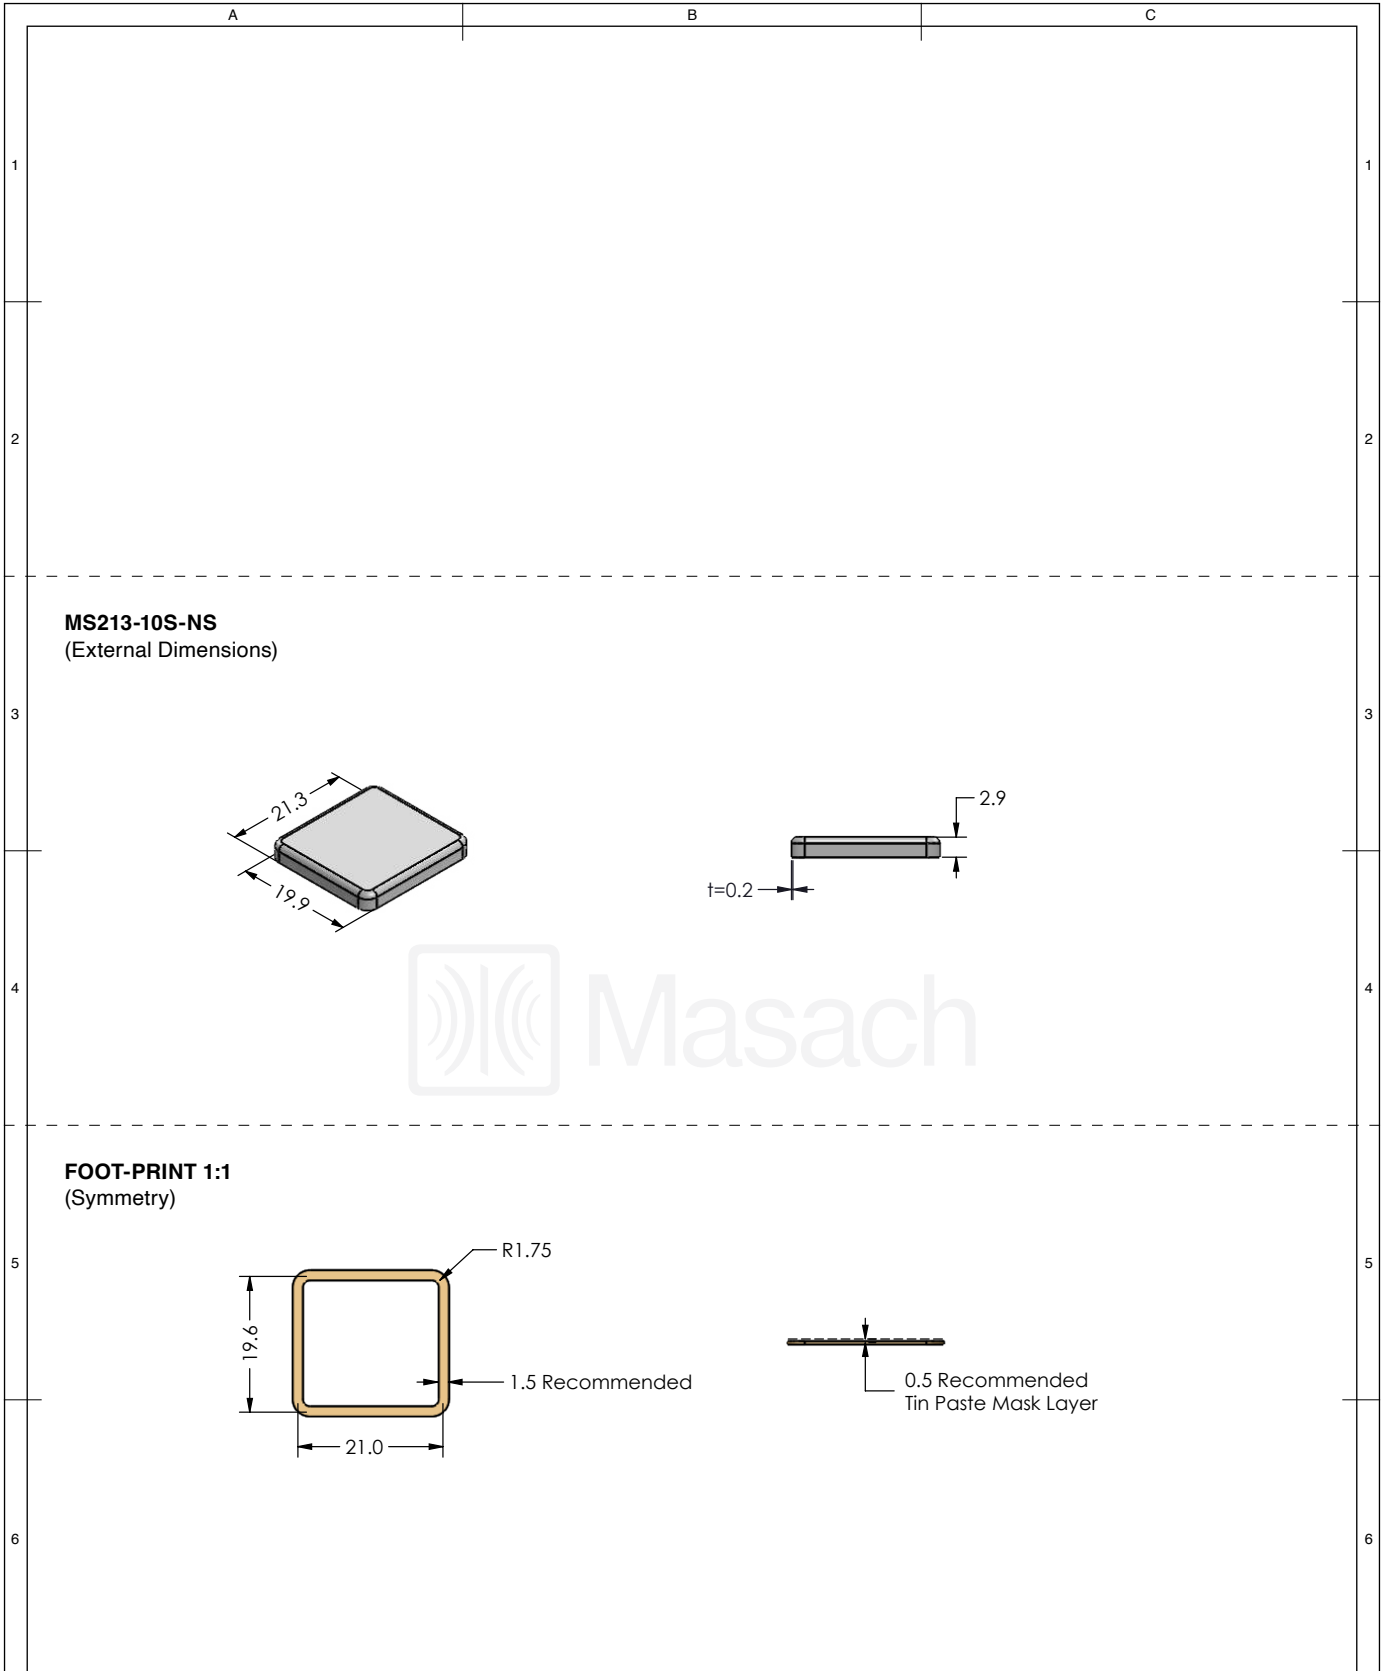 A B C
1 1
2 2
MS213-10S-NS
(External Dimensions)
3 3
21.3
19.9
2.9
t=0.2
4 4
Masach
FOOT-PRINT 1:1
(Symmetry)
5 5
R1.75
19.6
1.5 Recommended
21.0
0.5 Recommended
Tin Paste Mask Layer
6 6